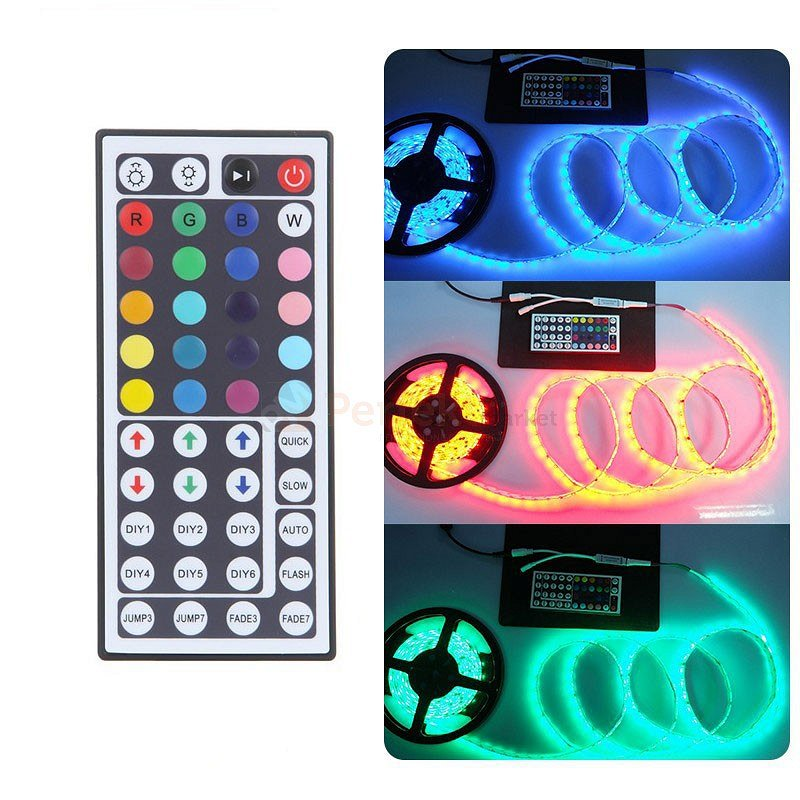 R G B W
QUICK
SLOW
DIY1 DIY2 DIY3 AUTO
DIY4 DIY5 DIY6 FLASH
JUMP3 JUMP7 FADE3 FADE7